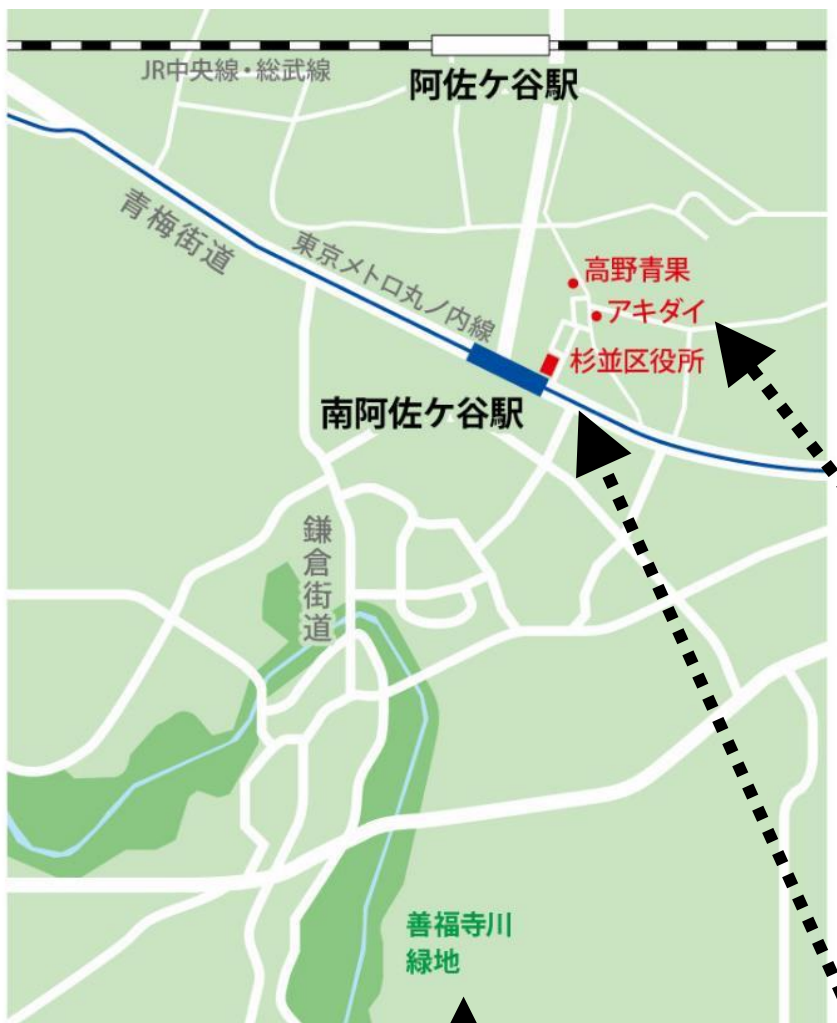 JR中央線・総武線
阿佐ケ谷駅
青梅街道
東京メトロ丸ノ内線
高野青果
アキダイ
杉並区役所
南阿佐ケ谷駅
鎌倉街道
善福寺川
緑地